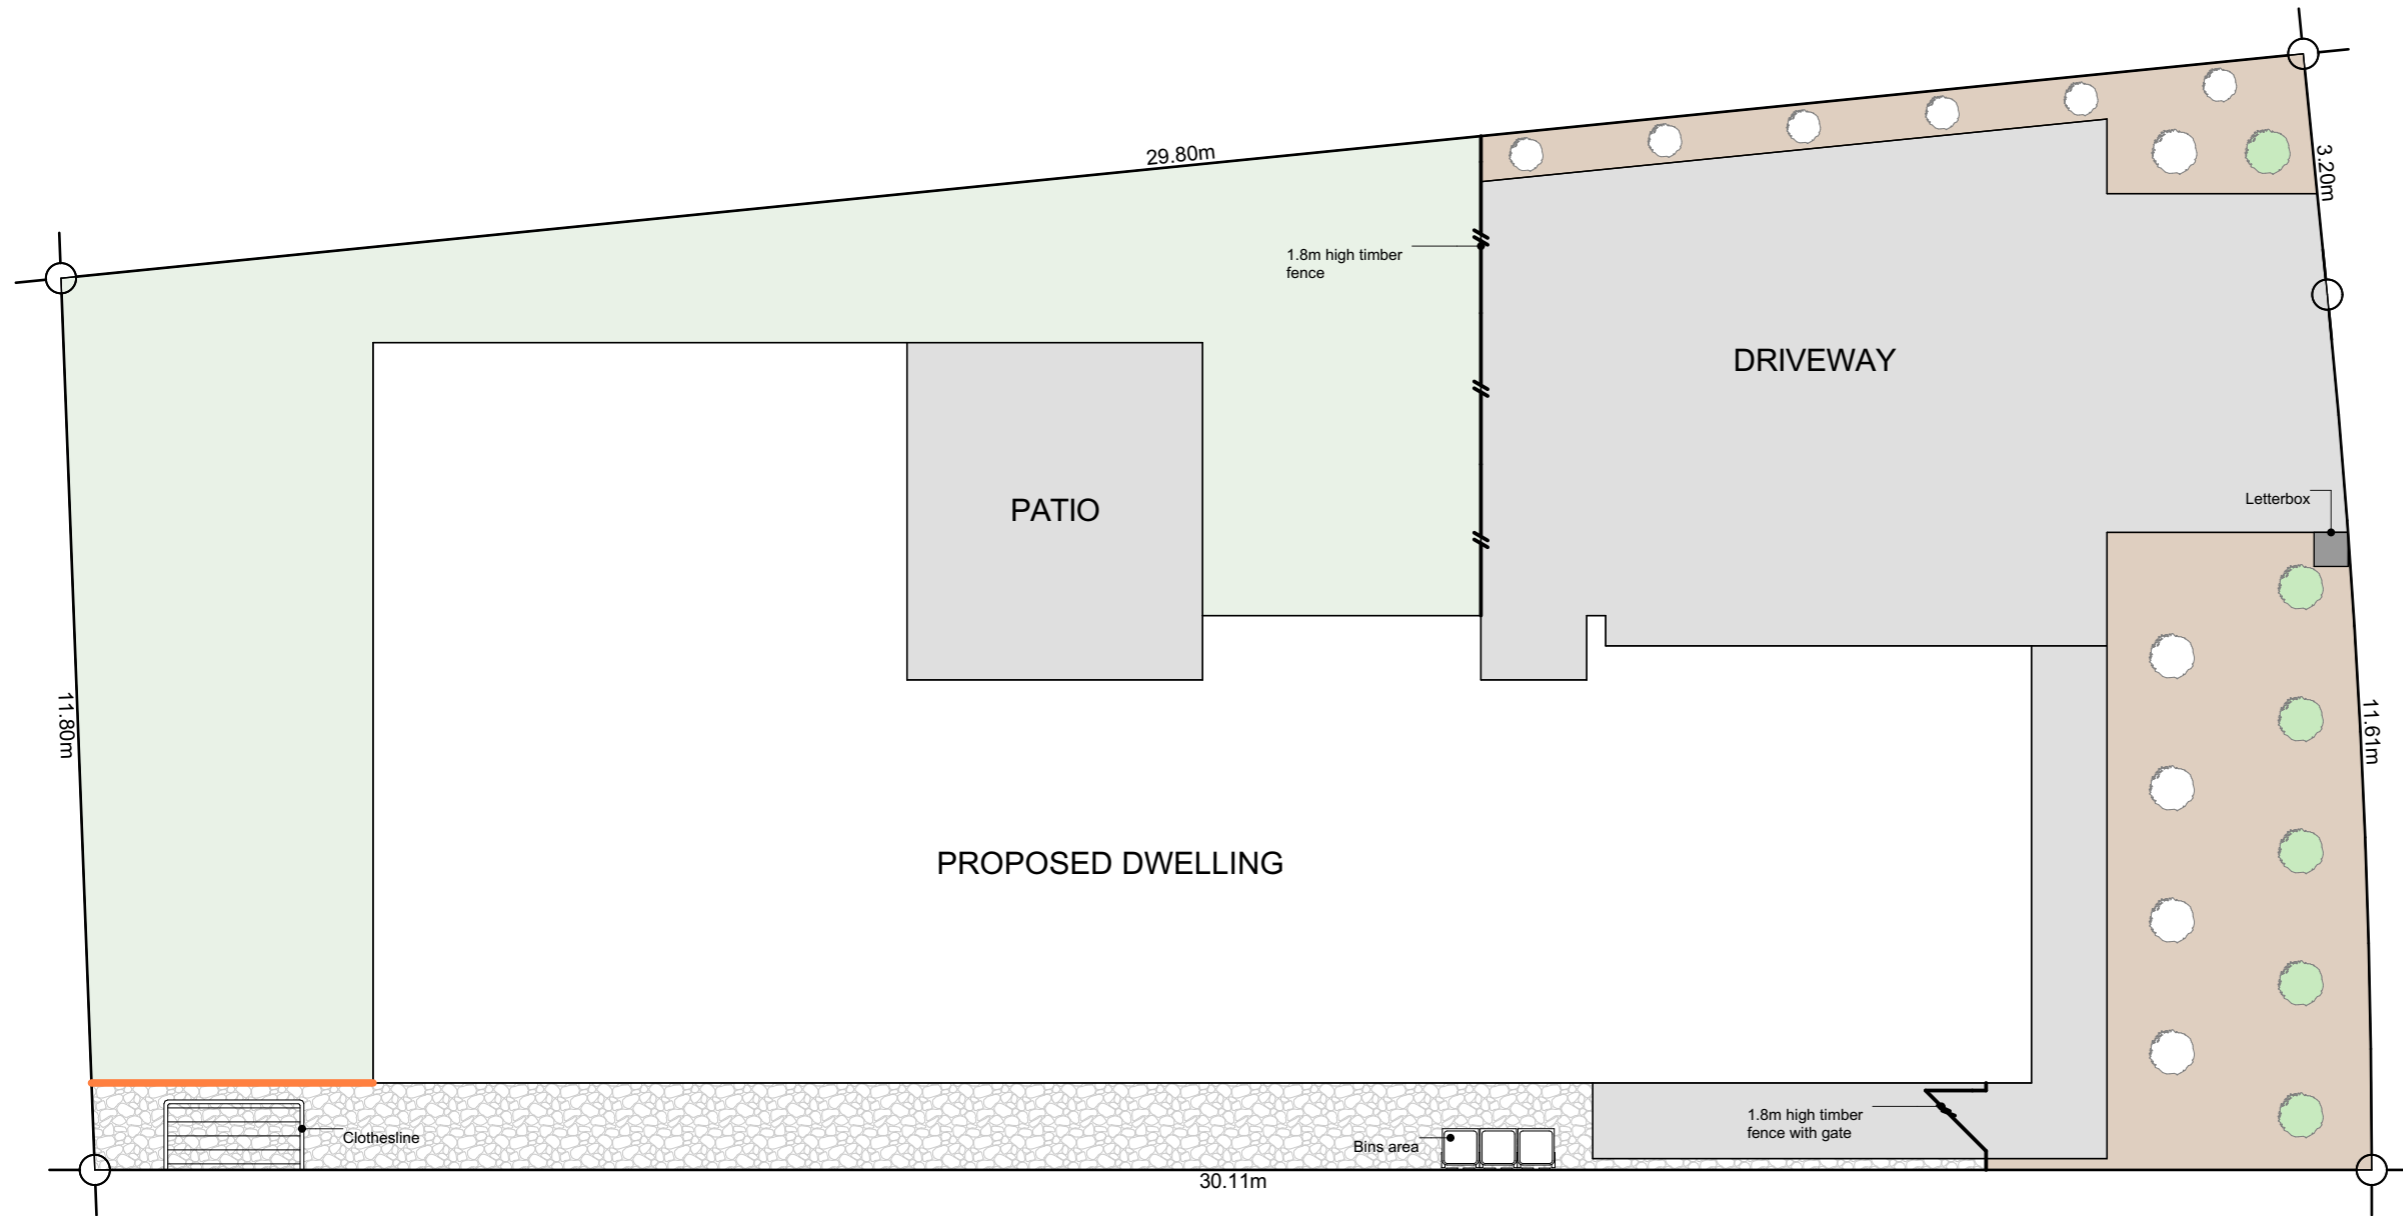 29.80m
3.20m
1.8m high timber
fence
DRIVEWAY
Letterbox
PATIO
11.80m
11.61m
PROPOSED DWELLING
1.8m high timber
fence with gate
Clothesline
Bins area
30.11m